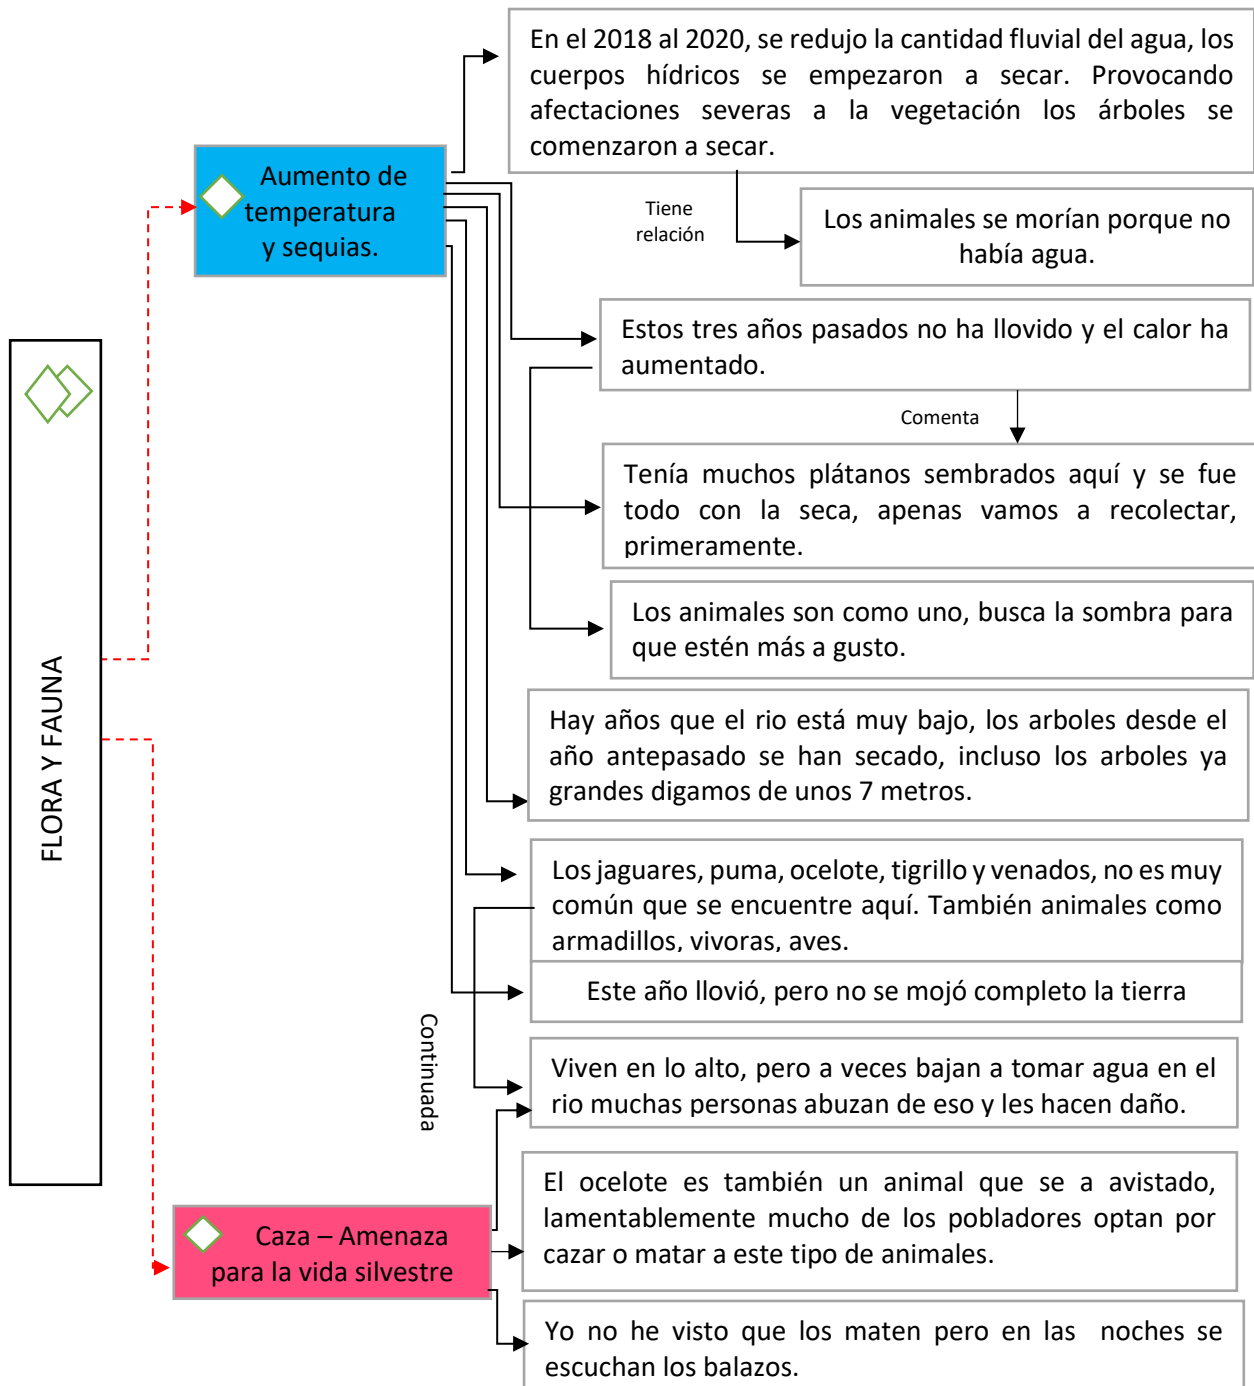 En el 2018 al 2020, se redujo la cantidad fluvial del agua, los
cuerpos hídricos se empezaron a secar. Provocando
afectaciones severas a la vegetación los árboles se
comenzaron a secar.
Aumento de
temperatura
y sequias.
Tiene
relación
Los animales se morían porque no
había agua.
Estos tres años pasados no ha llovido y el calor ha
aumentado.
Comenta
Tenía muchos plátanos sembrados aquí y se fue
todo con la seca, apenas vamos a recolectar,
primeramente.
Los animales son como uno, busca la sombra para
que estén más a gusto.
FLORA Y FAUNA
Hay años que el rio está muy bajo, los arboles desde el
año antepasado se han secado, incluso los arboles ya
grandes digamos de unos 7 metros.
Los jaguares, puma, ocelote, tigrillo y venados, no es muy
común que se encuentre aquí. También animales como
armadillos, vivoras, aves.
Este año llovió, pero no se mojó completo la tierra
Continuada
Viven en lo alto, pero a veces bajan a tomar agua en el
rio muchas personas abuzan de eso y les hacen daño.
Caza – Amenaza
para la vida silvestre
El ocelote es también un animal que se a avistado,
lamentablemente mucho de los pobladores optan por
cazar o matar a este tipo de animales.
Yo no he visto que los maten pero en las noches se
escuchan los balazos.